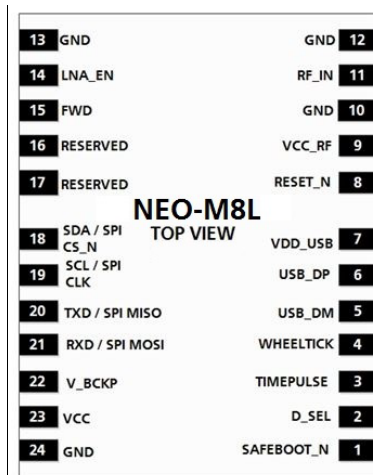 13 GND GND 12
14 LNA_EN RF_IN 11
15 FWD GND 10
16 RESERVED VCC_RF 9
17 RESERVED RESET_N 8
NEO-M8L
TOP VIEW
18 SDA / SPI
CS_N
VDD_USB 7
19 SCL / SPI
CLK
USB_DP 6
20 TXD / SPI MISO USB_DM 5
21 RXD / SPI MOSI WHEELTICK 4
22 V_BCKP TIMEPULSE 3
23 VCC D_SEL 2
24 GND SAFEBOOT_N 1